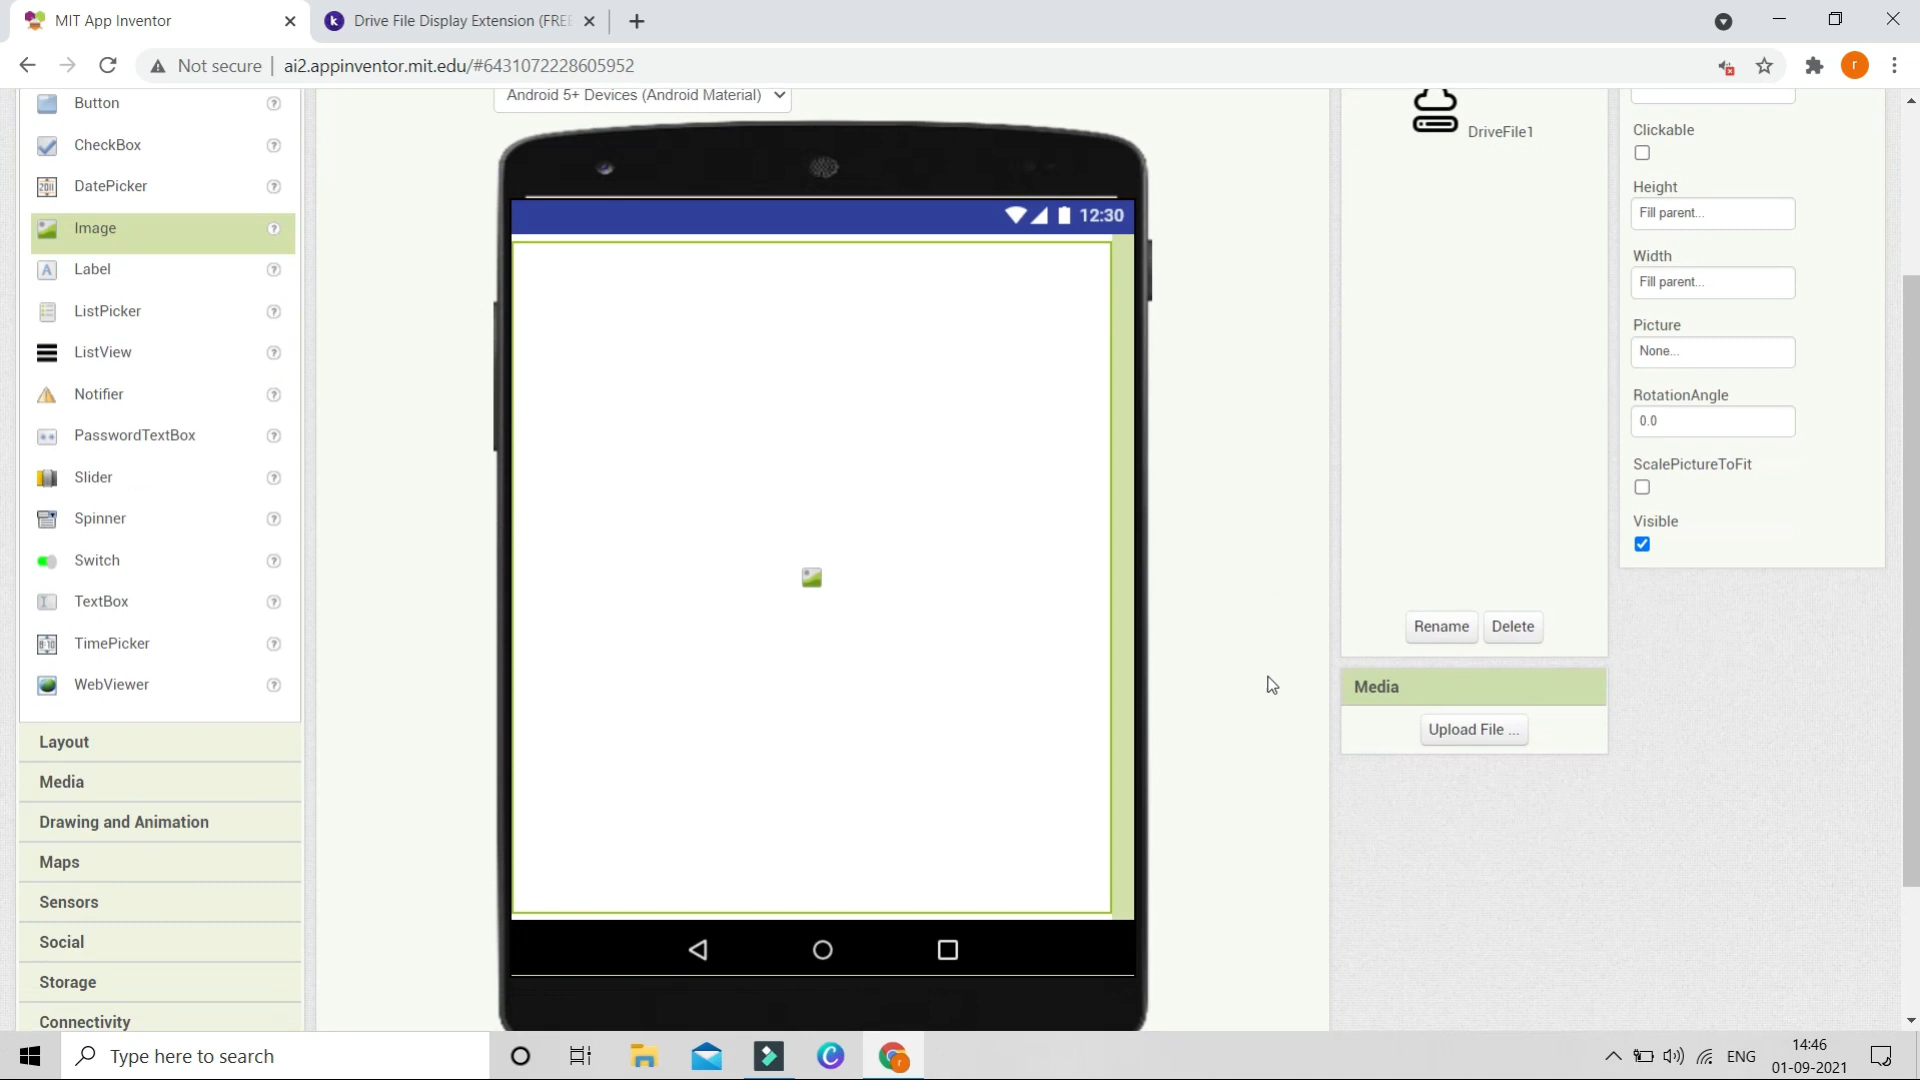 MIT App Inventor
k
Drive File Display Extension (FREE
Not secure
ai2.appinventor.mit.edu/#6431072228605952
r
Button
?
CheckBox
?
DatePicker
?
Image
?
Label
?
ListPicker
?
ListView
?
Notifier
?
PasswordTextBox
?
Slider
?
Spinner
?
Switch
?
TextBox
?
TimePicker
?
WebViewer
?
Layout
Media
Drawing and Animation
Maps
Sensors
Social
Storage
Connectivity
Android 5+ Devices (Android Material)
12:30
DriveFile1
Rename
Delete
Media
Upload File ...
Clickable
Height
Fill parent...
Width
Fill parent...
Picture
None...
RotationAngle
0.0
ScalePictureToFit
Visible
Type here to search
ENG
14:46
01-09-2021